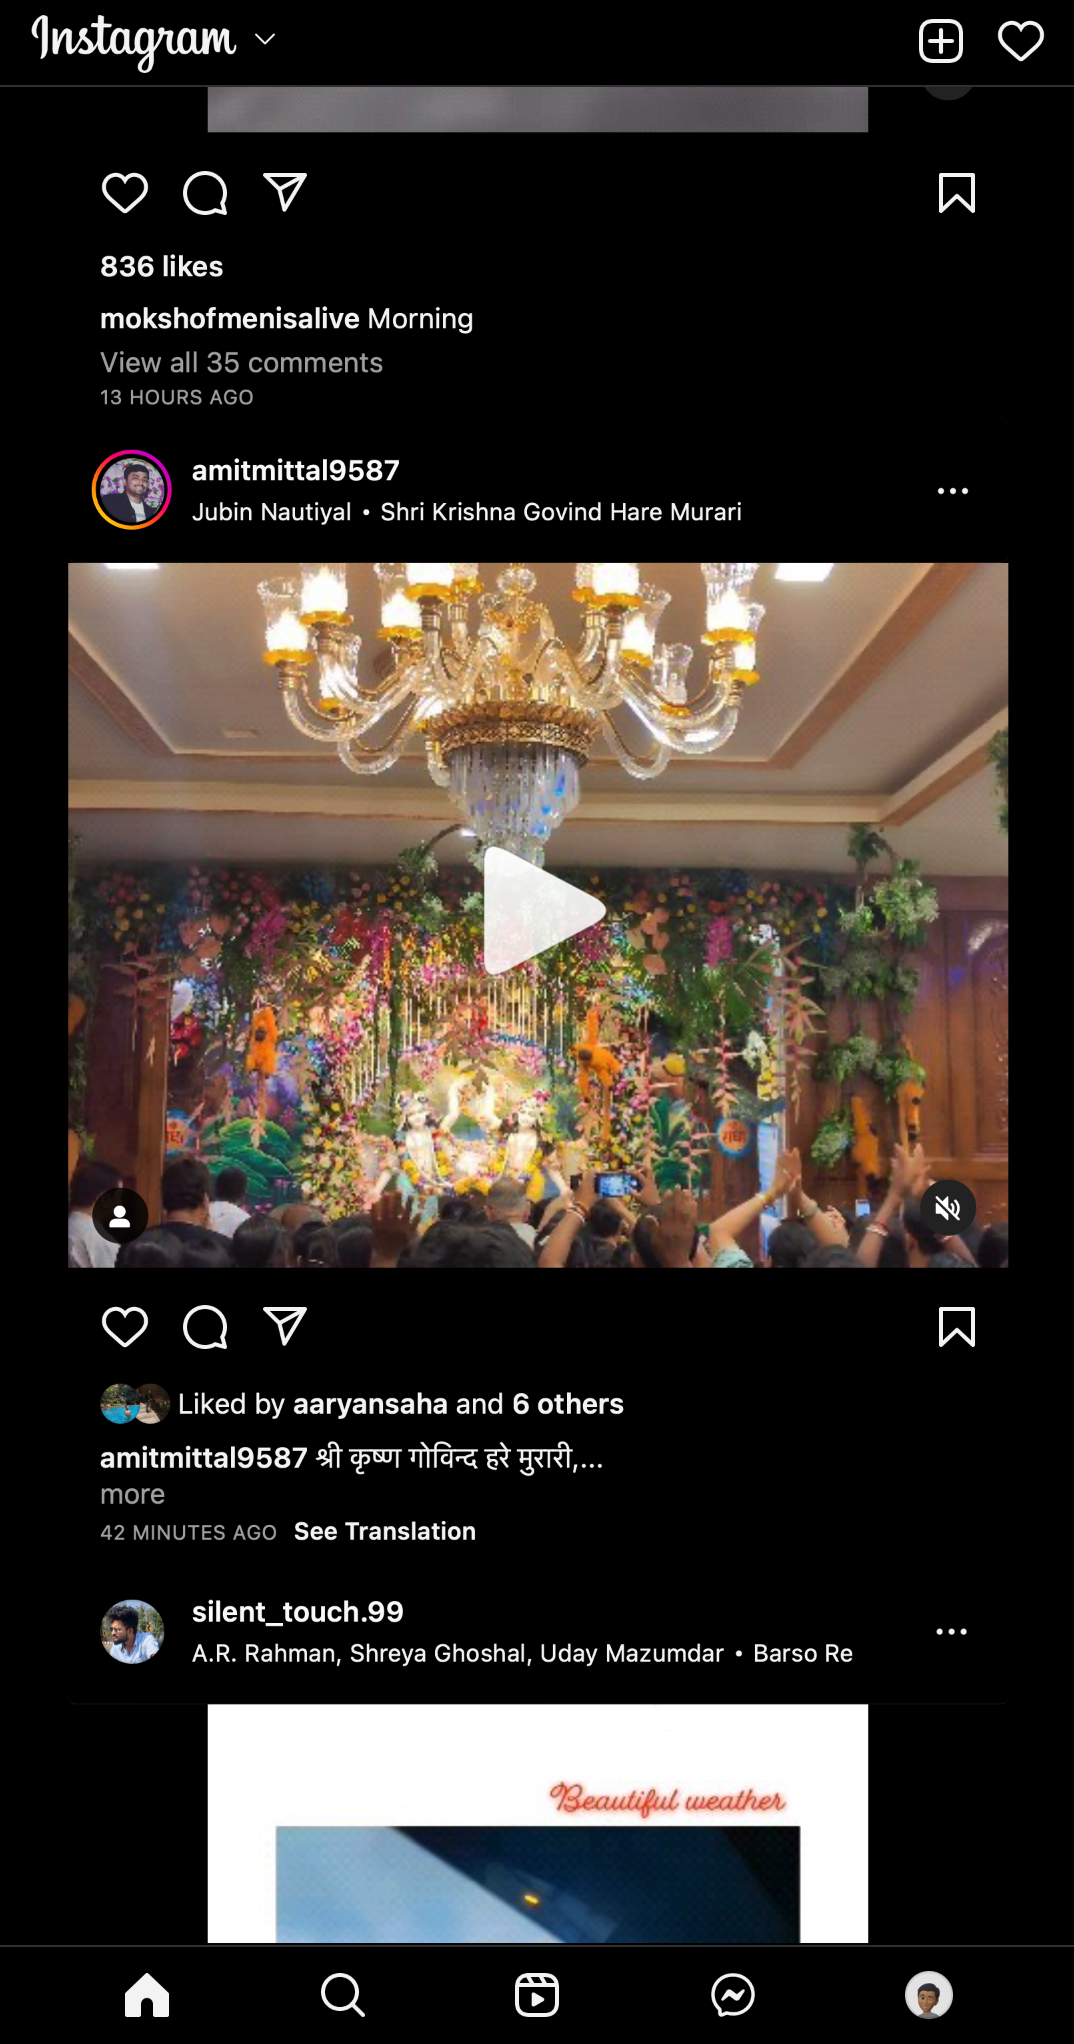 Instagram
836 likes
mokshofmenisalive Morning
View all 35 comments
13 HOURS AGO
amitmittal9587
Jubin Nautiyal • Shri Krishna Govind Hare Murari
राधा
amitmittal9587 श्री कृष्ण गोविन्द हरे मुरारी,...
more
Liked by aaryansaha and 6 others
42 MINUTES AGO See Translation
silent_touch.99
A.R. Rahman, Shreya Ghoshal, Uday Mazumdar • Barso Re
Beautiful weather